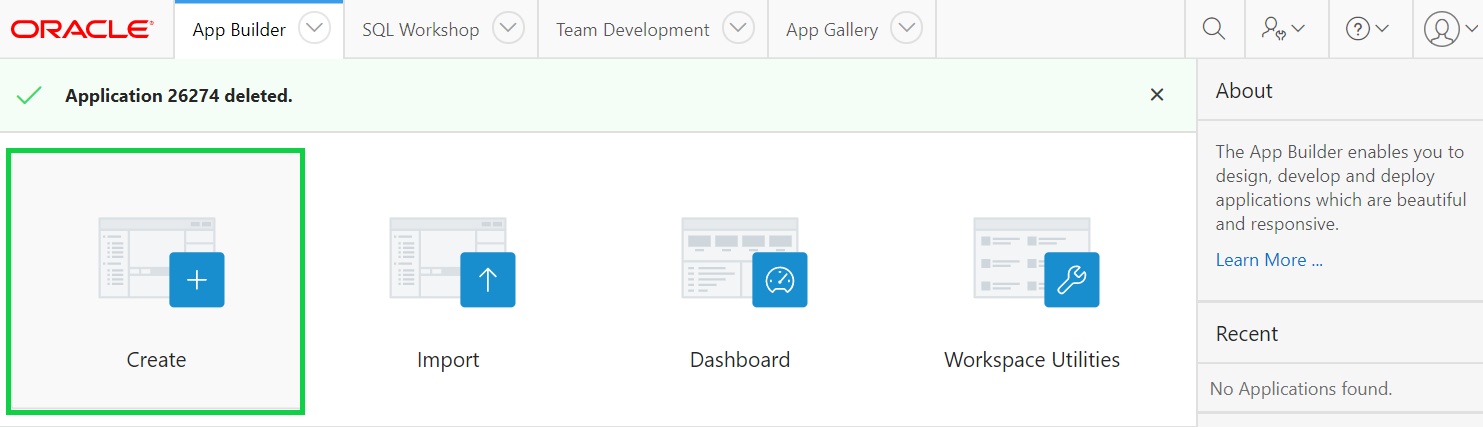 ORACLE
App Builder
SQL Workshop
Team Development
App Gallery
Application 26274 deleted.
Create
Import
Dashboard
Workspace Utilities
About
The App Builder enables you to
design, develop and deploy
applications which are beautiful
and responsive.
Learn More ...
Recent
No Applications found.